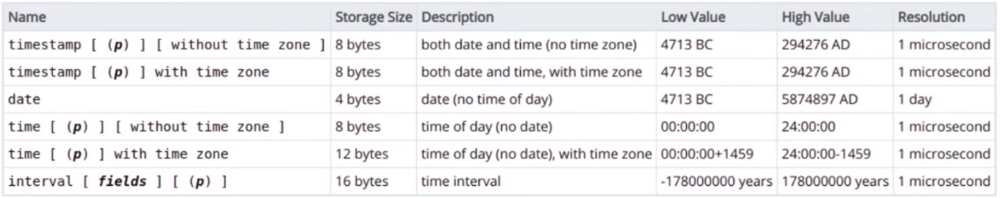 Name Storage Size Description Low Value High Value Resolution
timestamp [ (p) ] [ without time zone ] 8 bytes both date and time (no time zone) 4713 BC 294276 AD 1 microsecond
timestamp [ (p) ] with time zone 8 bytes both date and time, with time zone 4713 BC 294276 AD 1 microsecond
date 4 bytes date (no time of day) 4713 BC 5874897 AD 1 day
time [ (p) ] [ without time zone ] 8 bytes time of day (no date) 00:00:00 24:00:00 1 microsecond
time [ (p) ] with time zone 12 bytes time of day (no date), with time zone 00:00:00+1459 24:00:00-1459 1 microsecond
interval [ fields ] [ (p) ] 16 bytes time interval -178000000 years 178000000 years 1 microsecond